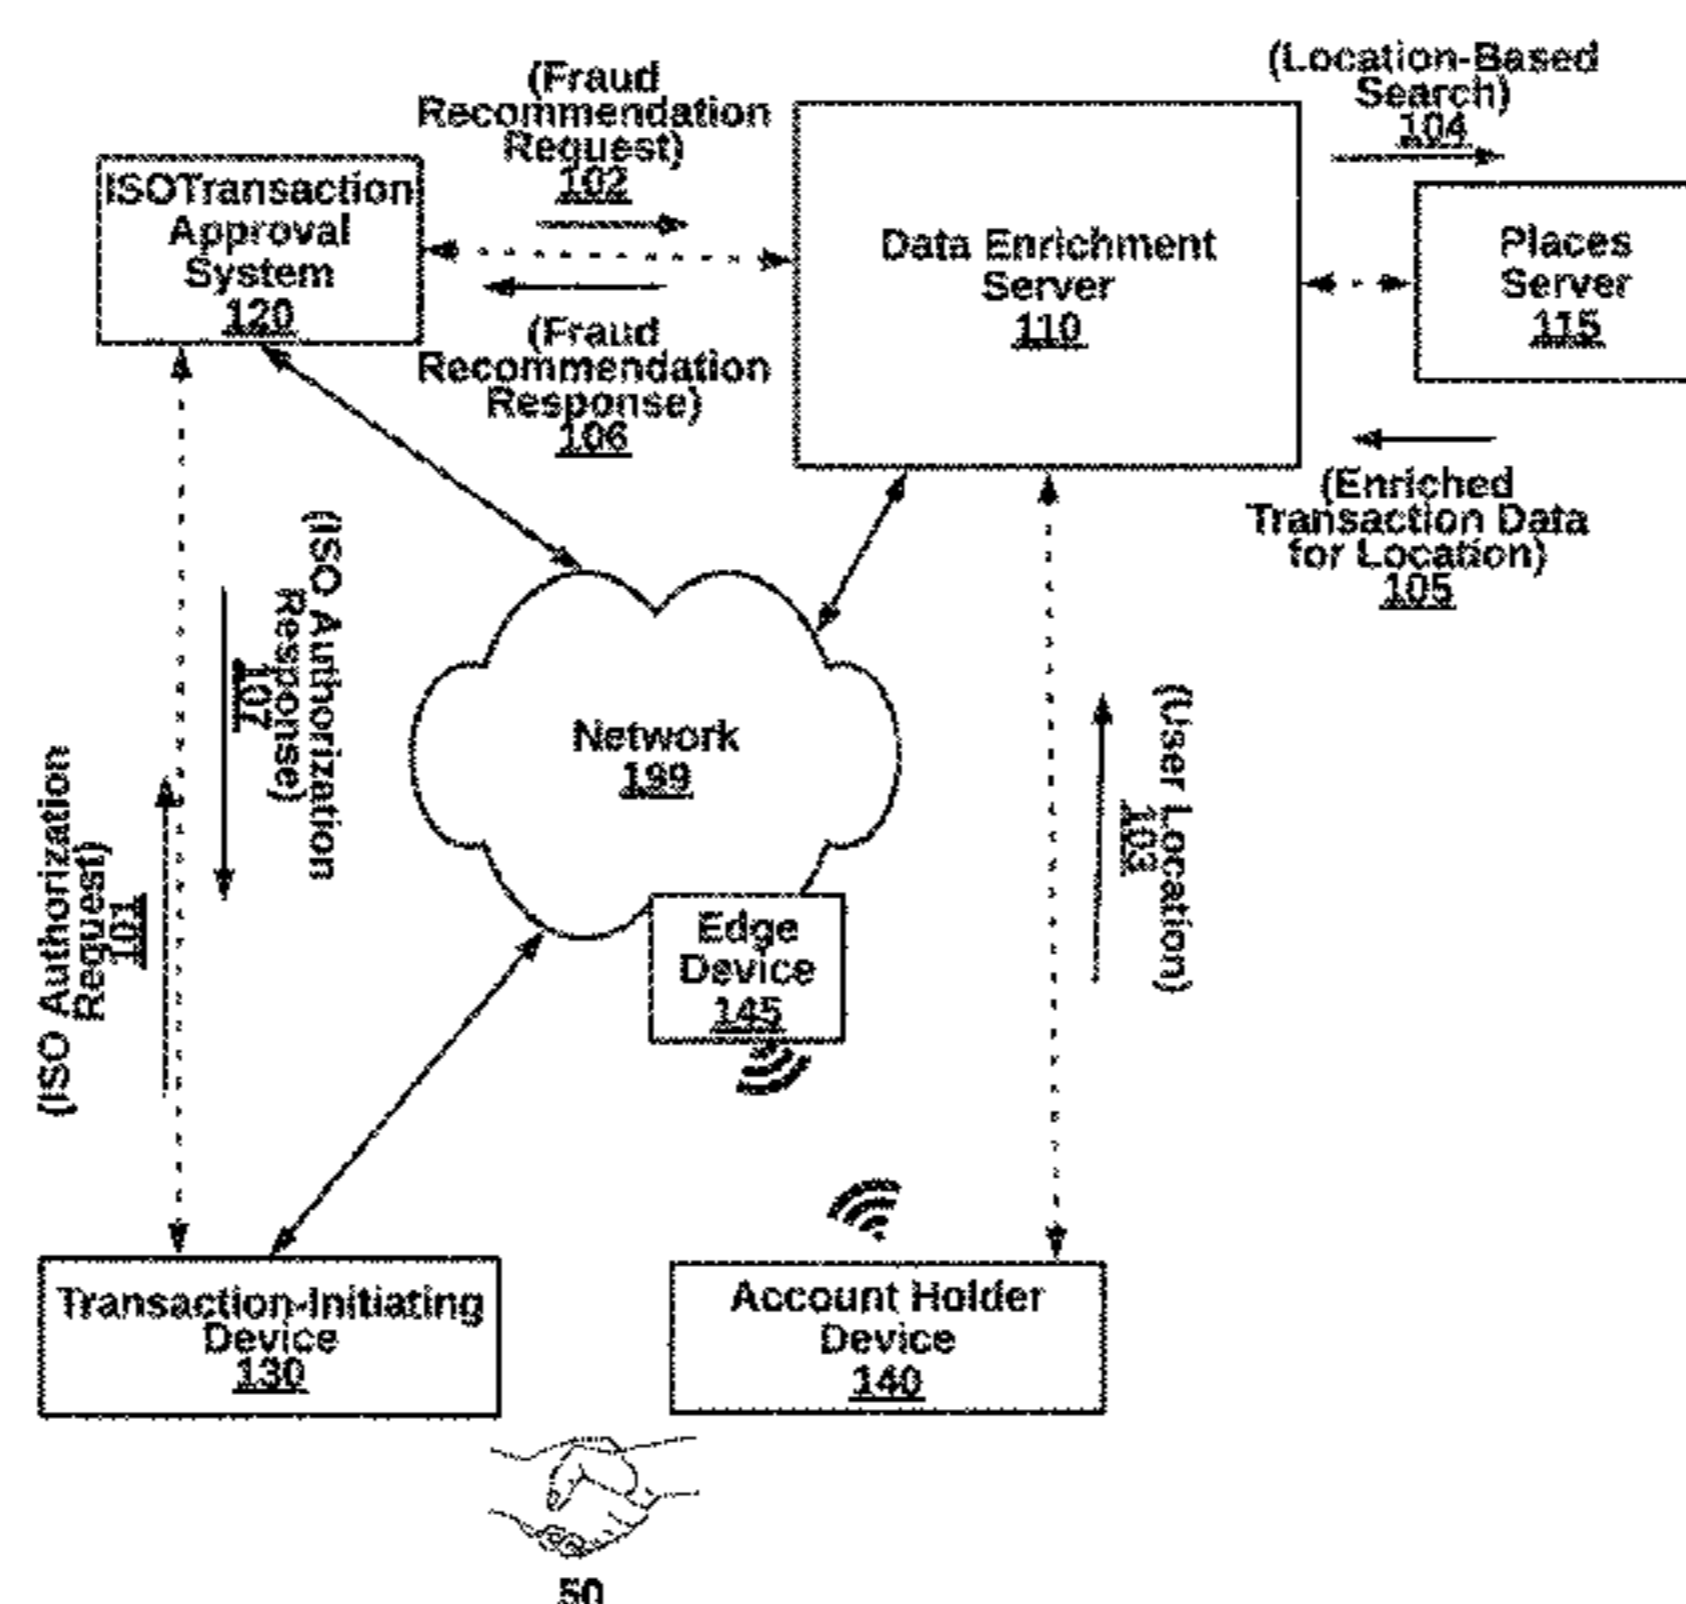 (Fraud
Recommendation
Request)
102
(Location-Based
Search)
104
ISOTransaction
Approval
System
120
Data Enrichment
Server
110
Places
Server
115
(Fraud
Recommendation
Response)
106
(Enriched
Transaction Data
for Location)
105
(ISO Authorization
Response)
107
(ISO Authorization
Request)
101
Network
199
(User Location)
103
Edge
Device
145
Transaction-Initiating
Device
130
Account Holder
Device
140
50